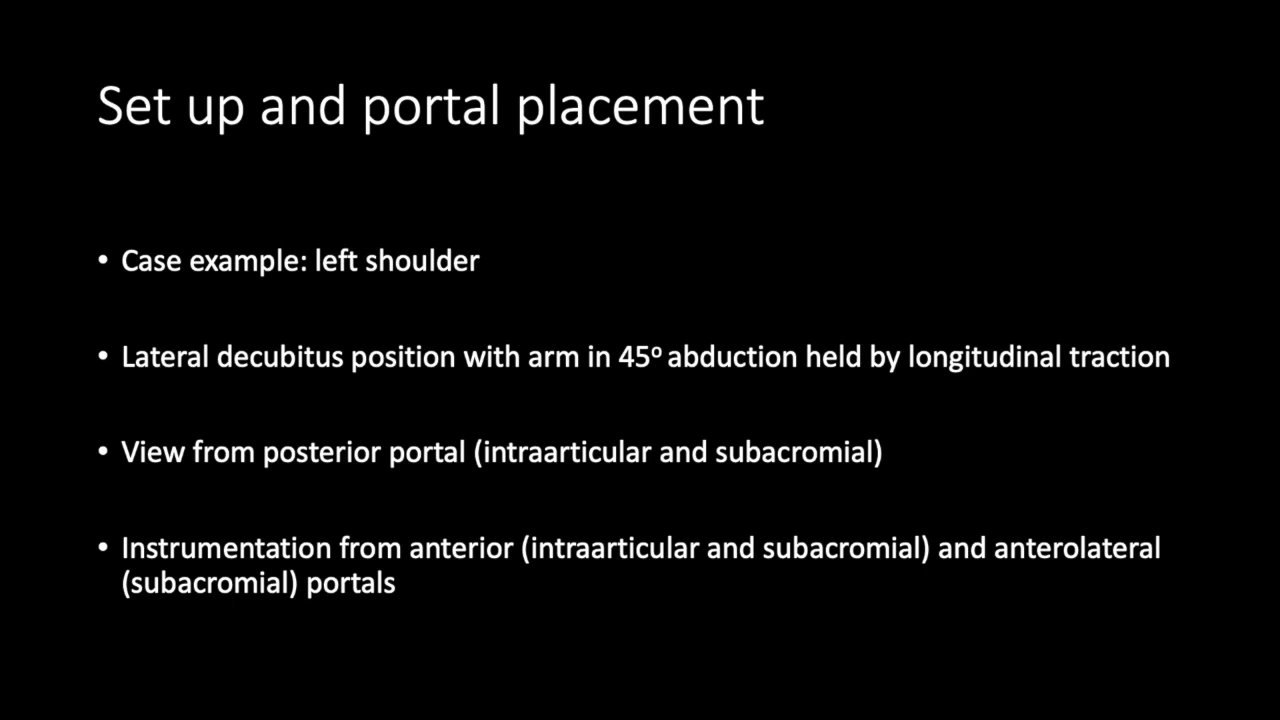 Set up and portal placement
• Case example: left shoulder
• Lateral decubitus position with arm in 45º abduction held by longitudinal traction
• View from posterior portal (intraarticular and subacromial)
• Instrumentation from anterior (intraarticular and subacromial) and anterolateral
(subacromial) portals